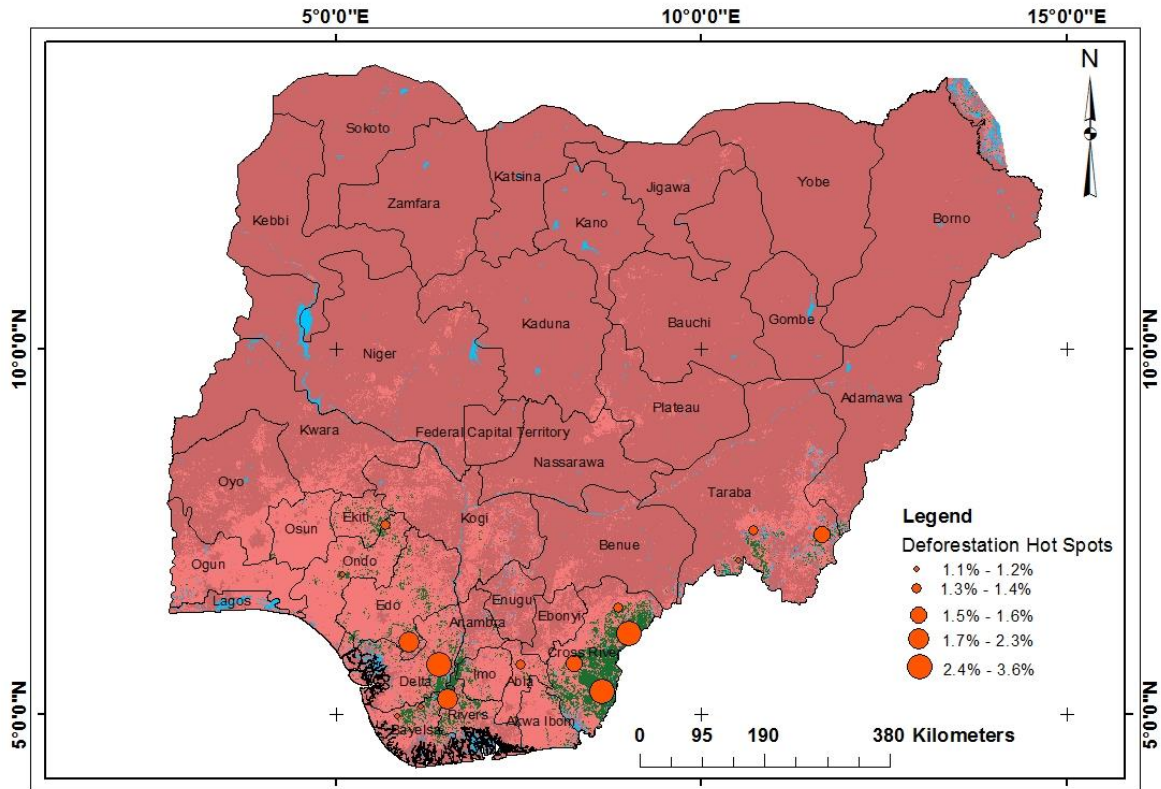 5°0'0"E
10°0'0"E
15°0'0"E
N
Sokoto
Katsina
Jigawa
Yobe
Zamfara
Kano
Borno
Kebbi
10°0'0"N
10°0'0"N
Kaduna
Bauchi
Gombe
Niger
Adamawa
Plateau
Kwara
Federal Capital Territory
Nassarawa
Oyo
Taraba
Ekiti
Kogi
Osun
Benue
Ogun
Ondo
Lagos
Edo
Enugu
Ebonyi
Anambra
Cross River
Delta
Imo
Abia
Rivers
Akwa Ibom
Bayelsa
5°0'0"N
5°0'0"N
Legend
Deforestation Hot Spots
1.1% - 1.2%
1.3% - 1.4%
1.5% - 1.6%
1.7% - 2.3%
2.4% - 3.6%
0 95 190 380 Kilometers